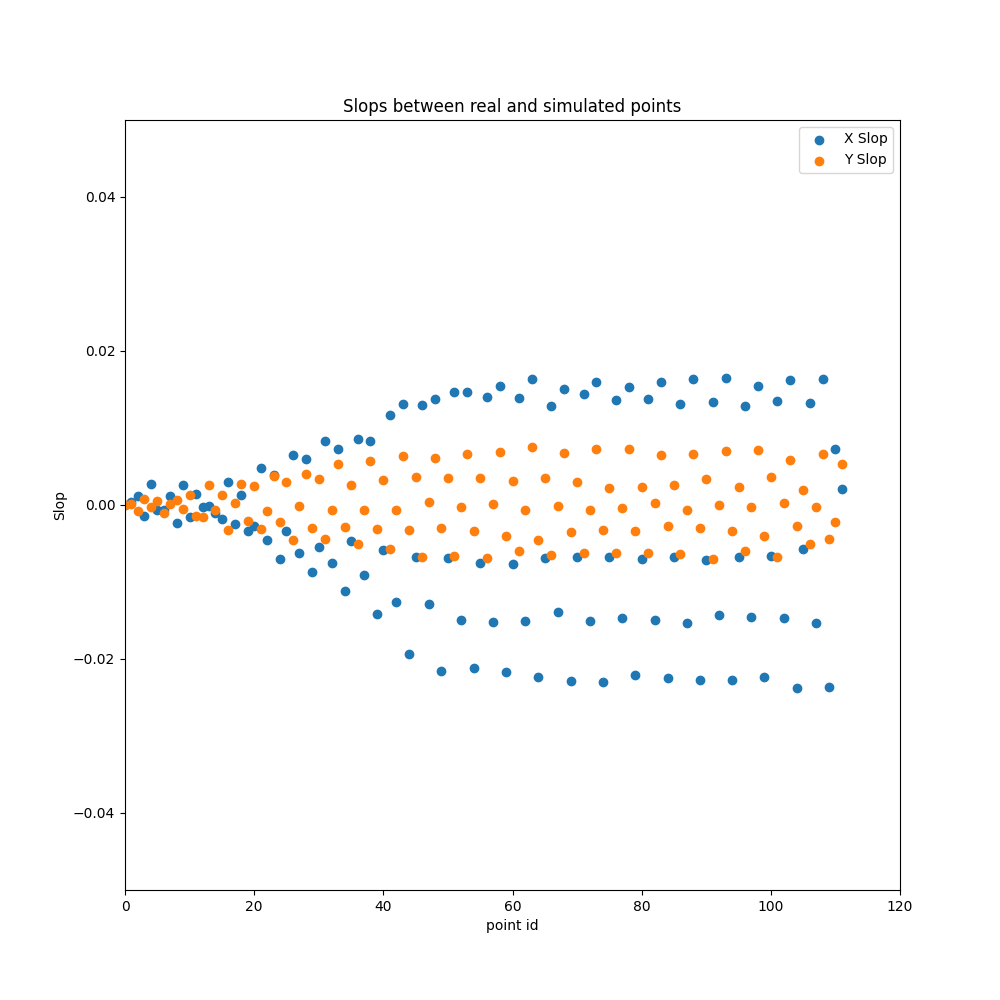 Slops between real and simulated points
X Slop
Y Slop
0.04
0.02
0.00
−0.02
−0.04
Slop
0 20 40 60 80 100 120
point id